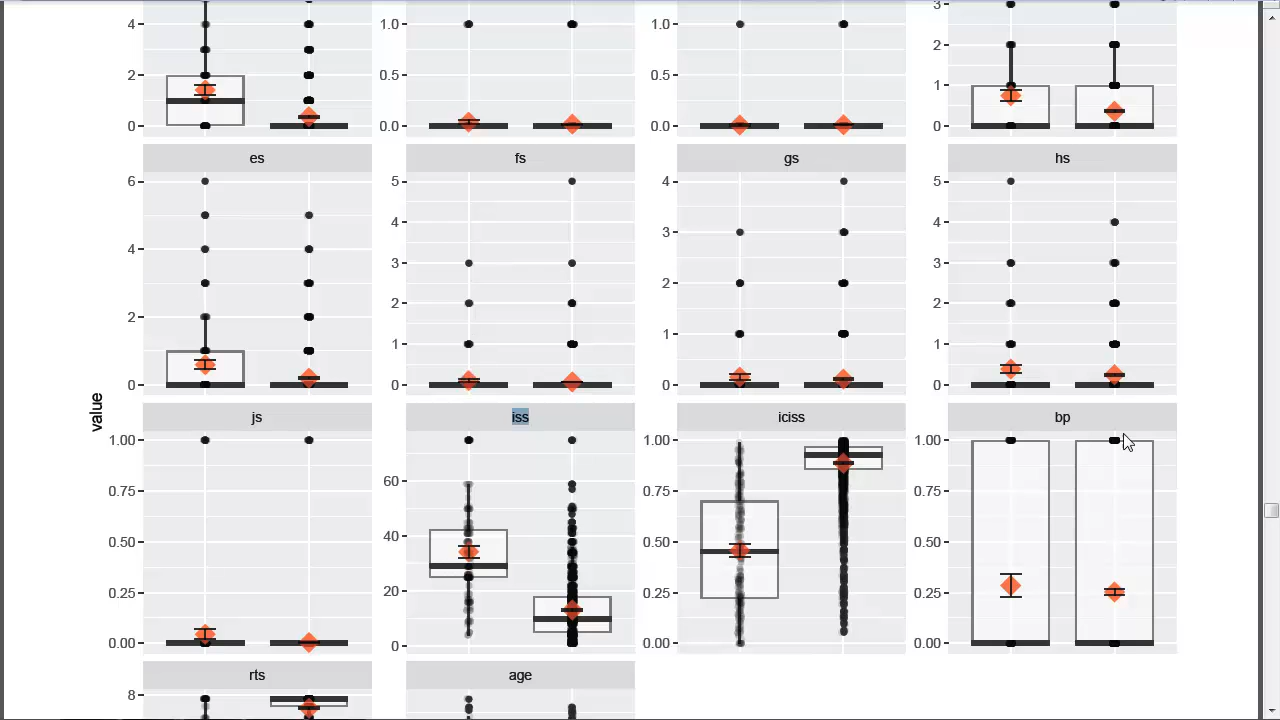 4 1.0 1.0 3
2 0.5 0.5 2
1
0 0.0 0.0 0
es fs gs hs
6 5 4 5
4 3 4
4 3 2 3
2 2 2
1 1 1
0 0 0 0
value
js iss iciss bp
1.00 1.00 1.00
0.75 60 0.75 0.75
0.50 40 0.50 0.50
0.25 20 0.25 0.25
0.00 0 0.00 0.00
rts age
8